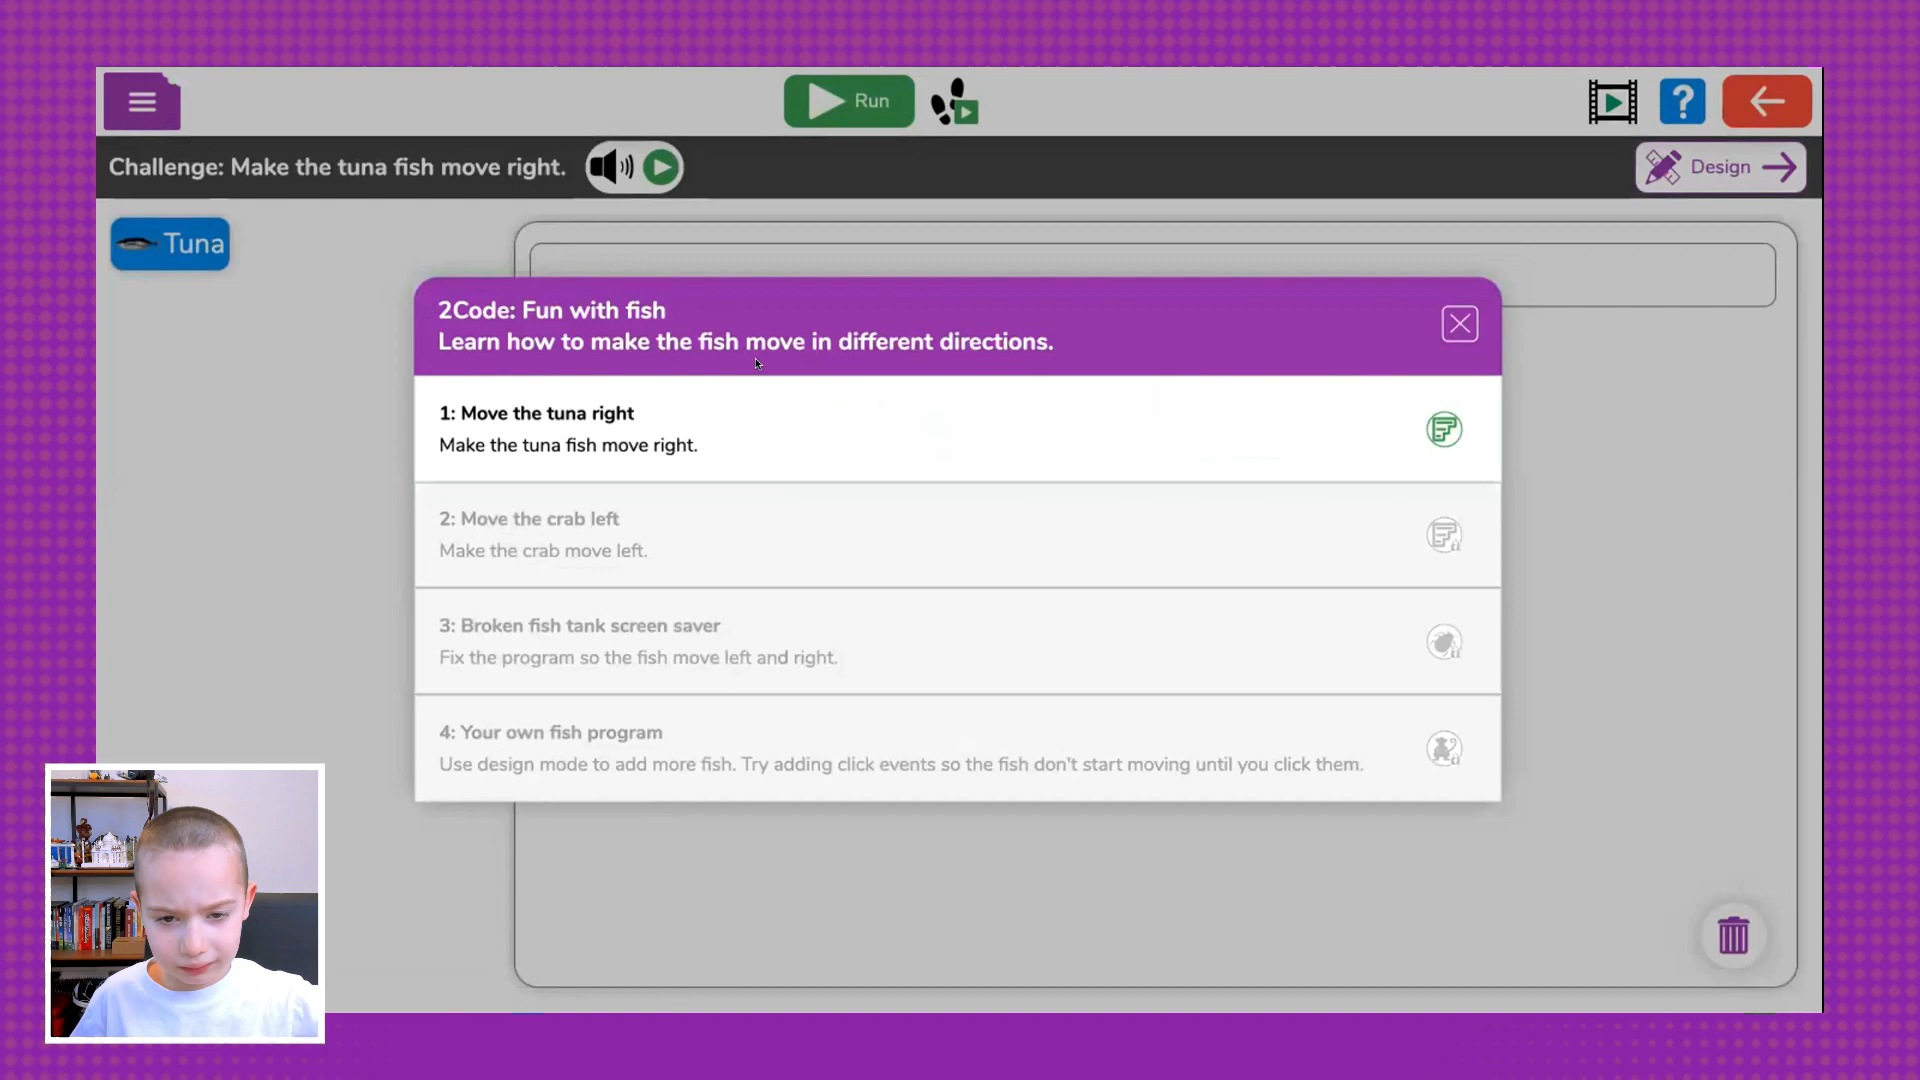 Run
Challenge: Make the tuna fish move right.
Design
Tuna
2Code: Fun with fish
Learn how to make the fish move in different directions.
1: Move the tuna right
Make the tuna fish move right.
2: Move the crab left
Make the crab move left.
3: Broken fish tank screen saver
Fix the program so the fish move left and right.
4: Your own fish program
Use design mode to add more fish. Try adding click events so the fish don't start moving until you click them.